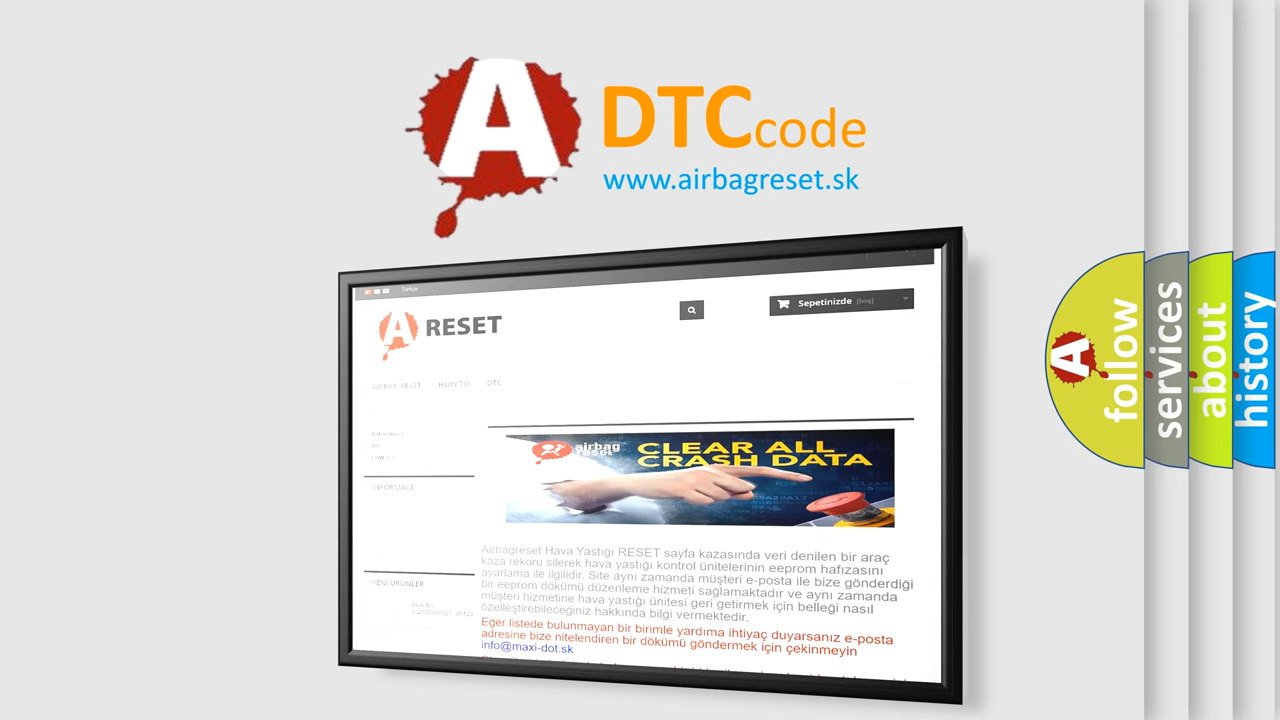 A DTC code
www.airbagreset.sk
Türkçe
A RESET
Sepetinizde [boş]
AIRBAG RESET HOW TO DTC
INFORMACE
airbag
reset
CLEAR ALL
CRASH DATA
Airbagreset Hava Yastığı RESET sayfa kazasında veri denilen bir araç
kaza rekoru silerek hava yastığı kontrol ünitelerinin eeprom hafızasını
ayarlama ile ilgilidir. Site aynı zamanda müşteri e-posta ile bize gönderdiği
bir eeprom dökümü düzenleme hizmeti sağlamaktadır ve aynı zamanda
müşteri hizmetine hava yastığı ünitesi geri getirmek için belleği nasıl
özelleştirebileceğiniz hakkında bilgi vermektedir.
Eğer listede bulunmayan bir birimle yardıma ihtiyaç duyarsanız e-posta
adresine bize nitelendiren bir dökümü göndermek için çekinmeyin
info@maxi-dot.sk
YENI ÜRÜNLER
A
follow
services
about
history